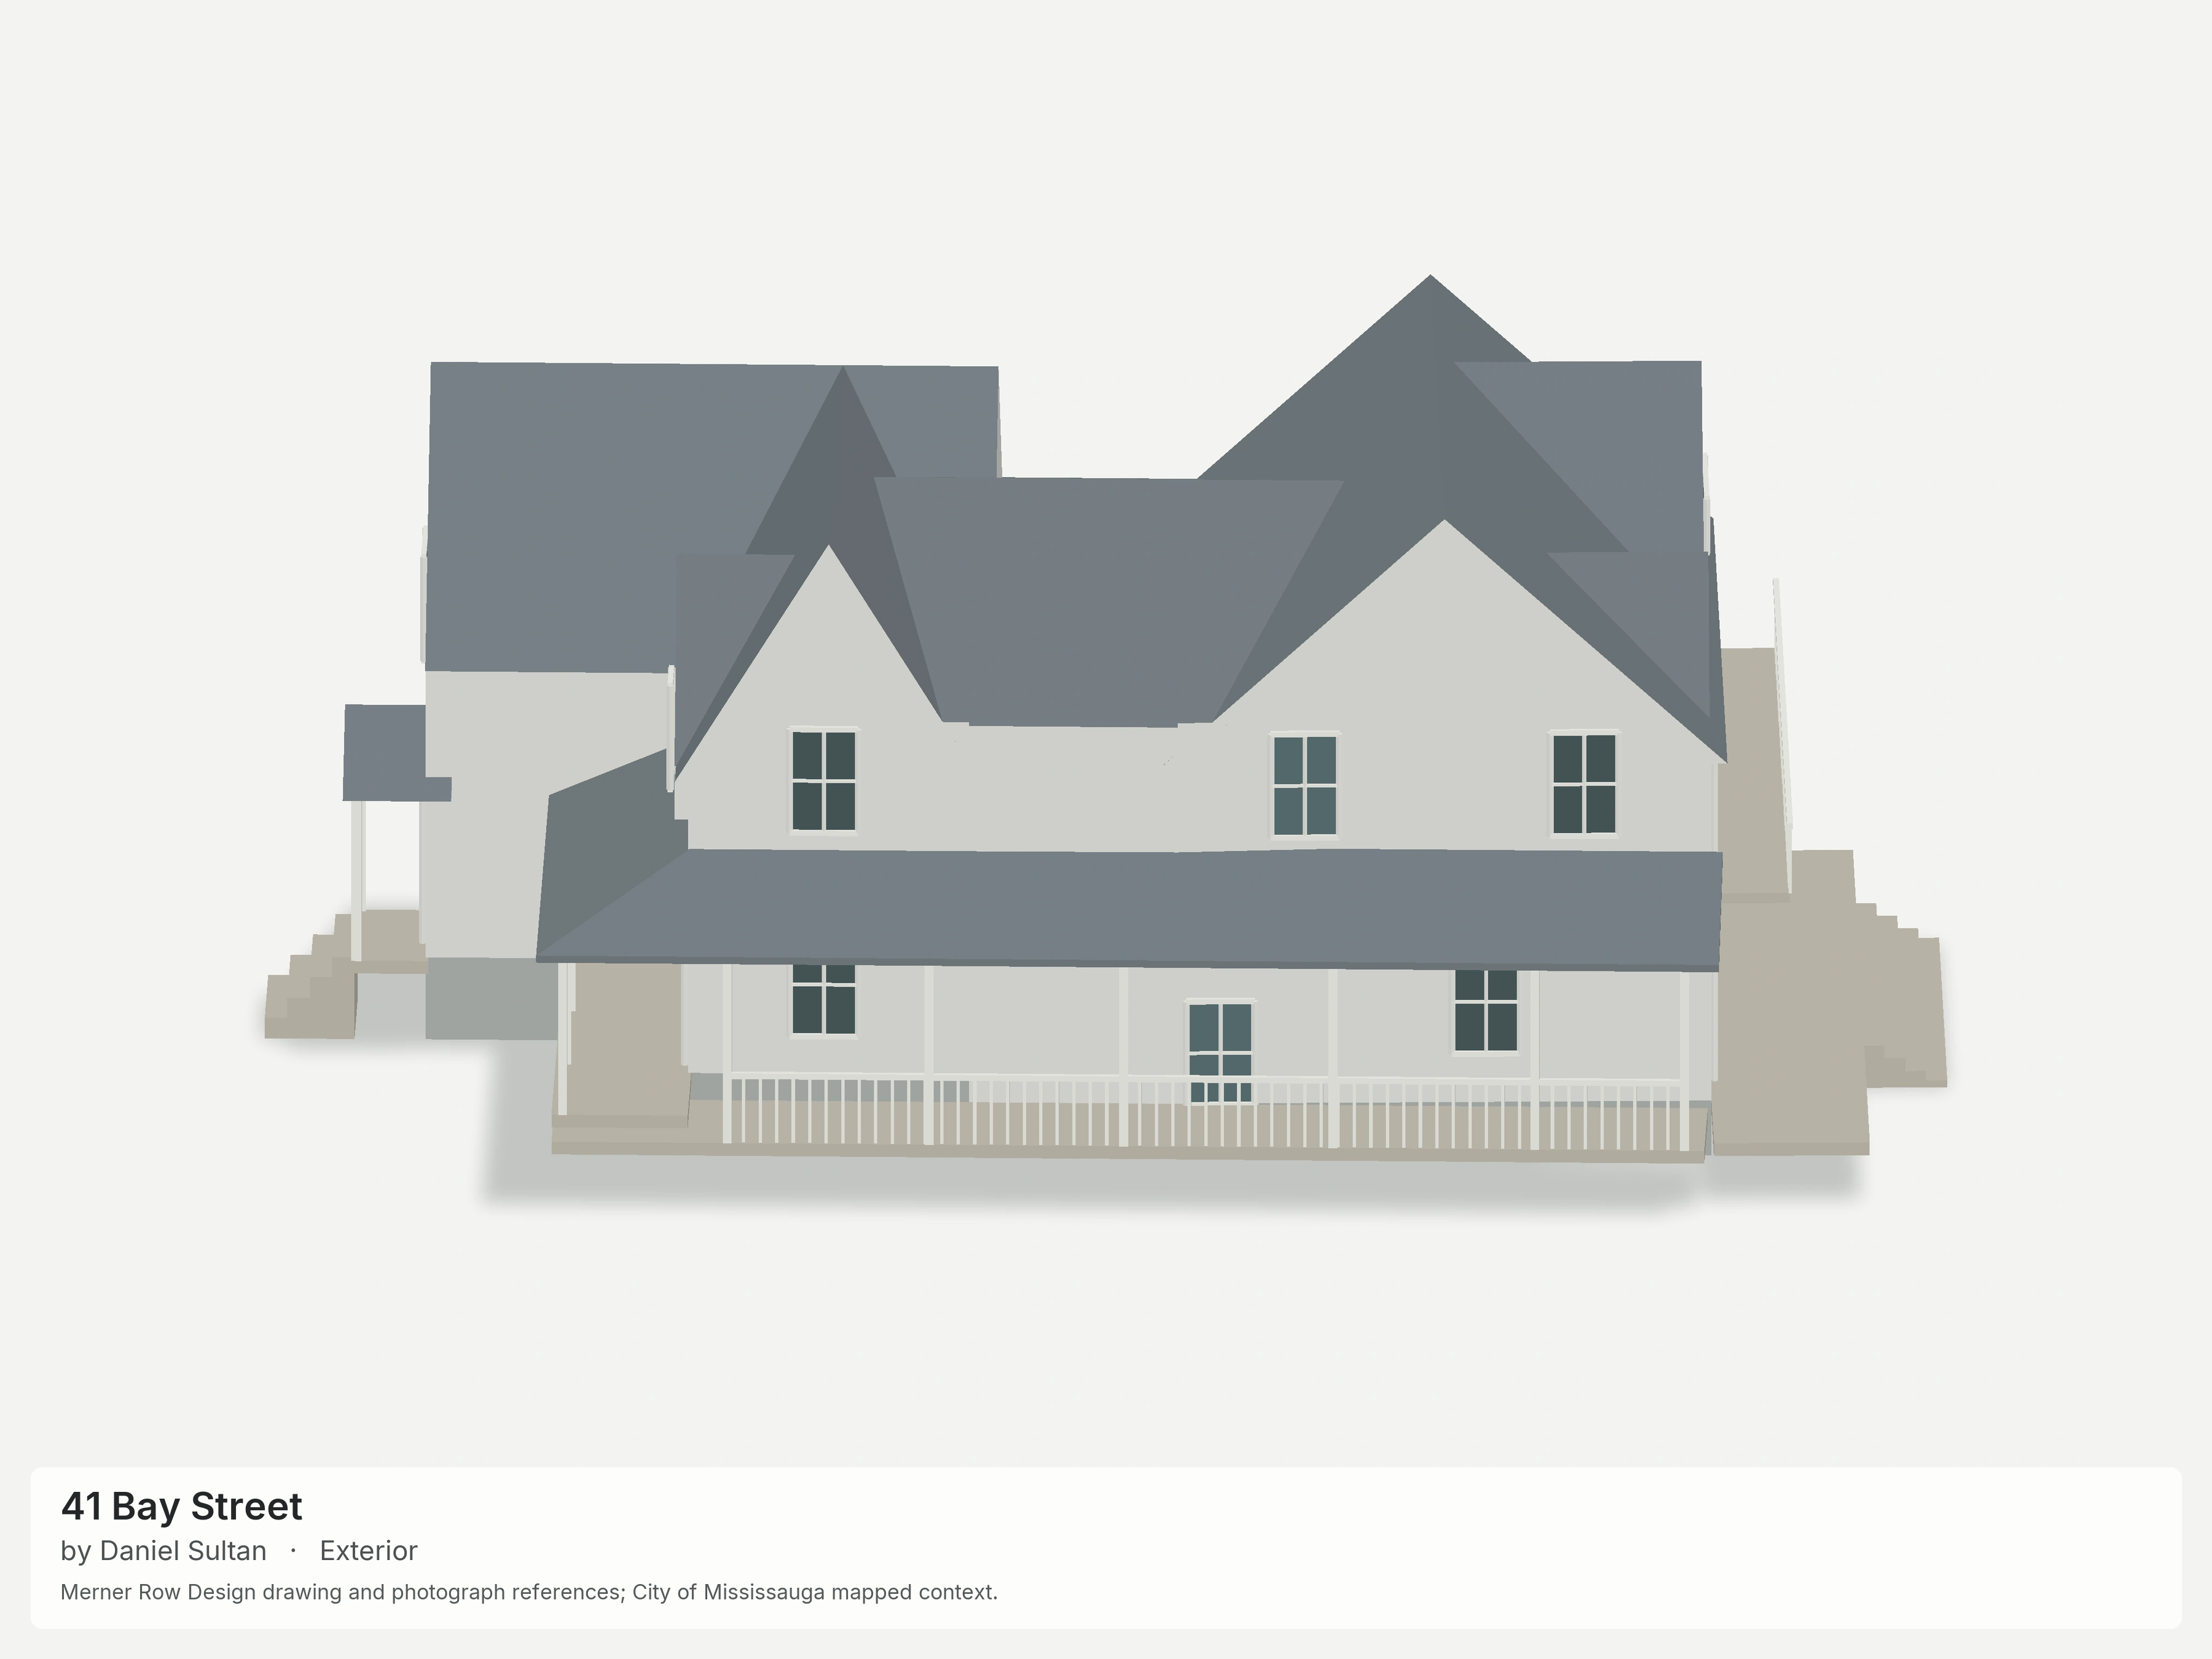 41 Bay Street
by Daniel Sultan · Exterior
Merner Row Design drawing and photograph references; City of Mississauga mapped context.